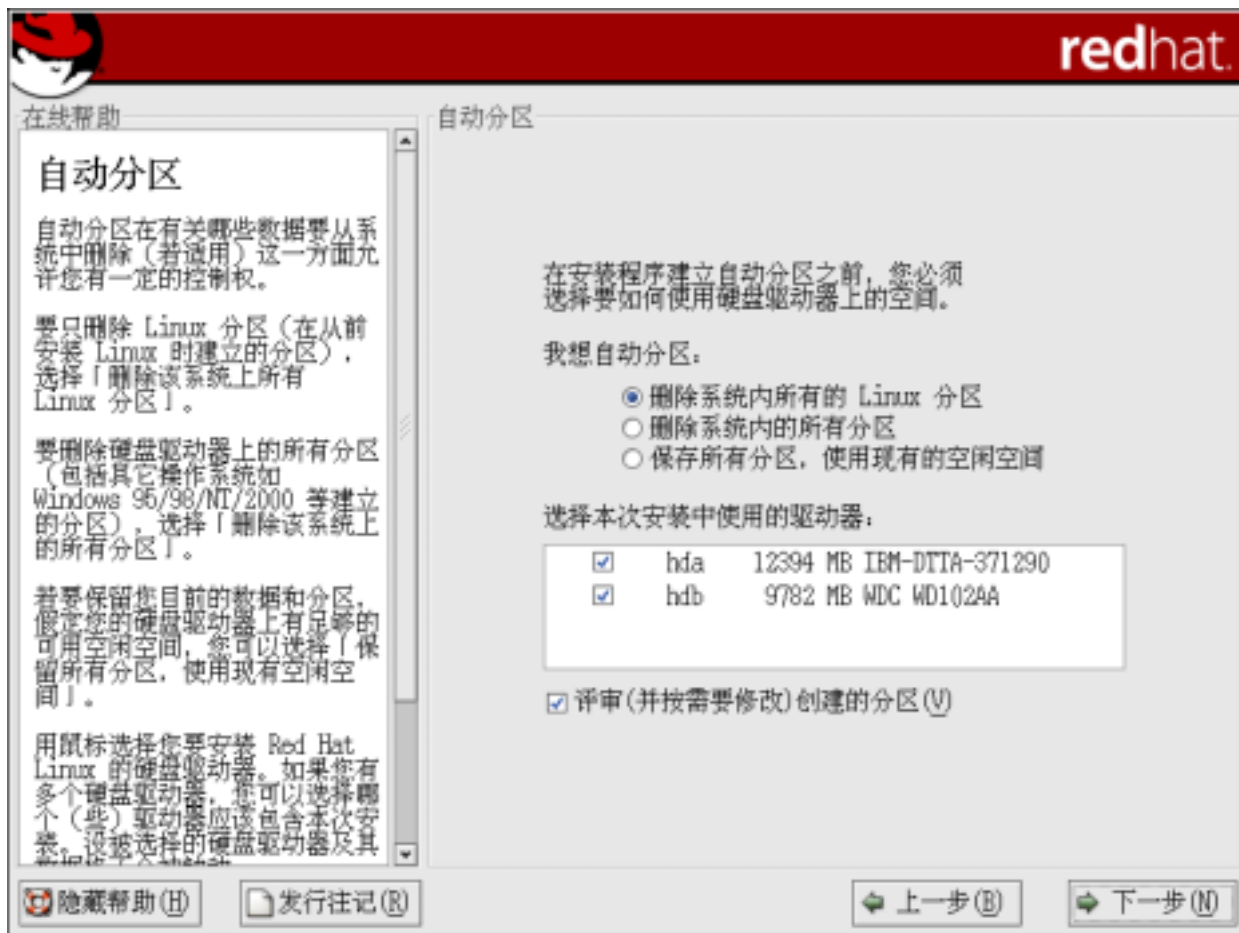 redhat.
在线帮助
自动分区
自动分区在有关哪些数据要从系
统中删除（若适用）这一方面允
许您有一定的控制权。
要只删除 Linux 分区（在从前
安装 Linux 时建立的分区），
选择「删除该系统上所有
Linux 分区」。
要删除硬盘驱动器上的所有分区
（包括其它操作系统如
Windows 95/98/NT/2000 等建立
的分区），选择「删除该系统上
的所有分区」。
若要保留您目前的数据和分区，
假定您的硬盘驱动器上有足够的
可用空闲空间，您可以选择「保
留所有分区，使用现有空闲空
间」。
用鼠标选择您要安装 Red Hat
Linux 的硬盘驱动器。如果您有
多个硬盘驱动器，您可以选择哪
个（些）驱动器应该包含本次安
装。没被选择的硬盘驱动器及其
自动分区
在安装程序建立自动分区之前，您必须
选择要如何使用硬盘驱动器上的空间。
我想自动分区：
删除系统内所有的 Linux 分区
删除系统内的所有分区
保存所有分区，使用现有的空闲空间
选择本次安装中使用的驱动器：
hda 12394 MB IBM-DTTA-371290
hdb 9782 MB WDC WD102AA
评审(并按需要修改)创建的分区(V)
隐藏帮助(H)
发行注记(R)
上一步(B)
下一步(N)